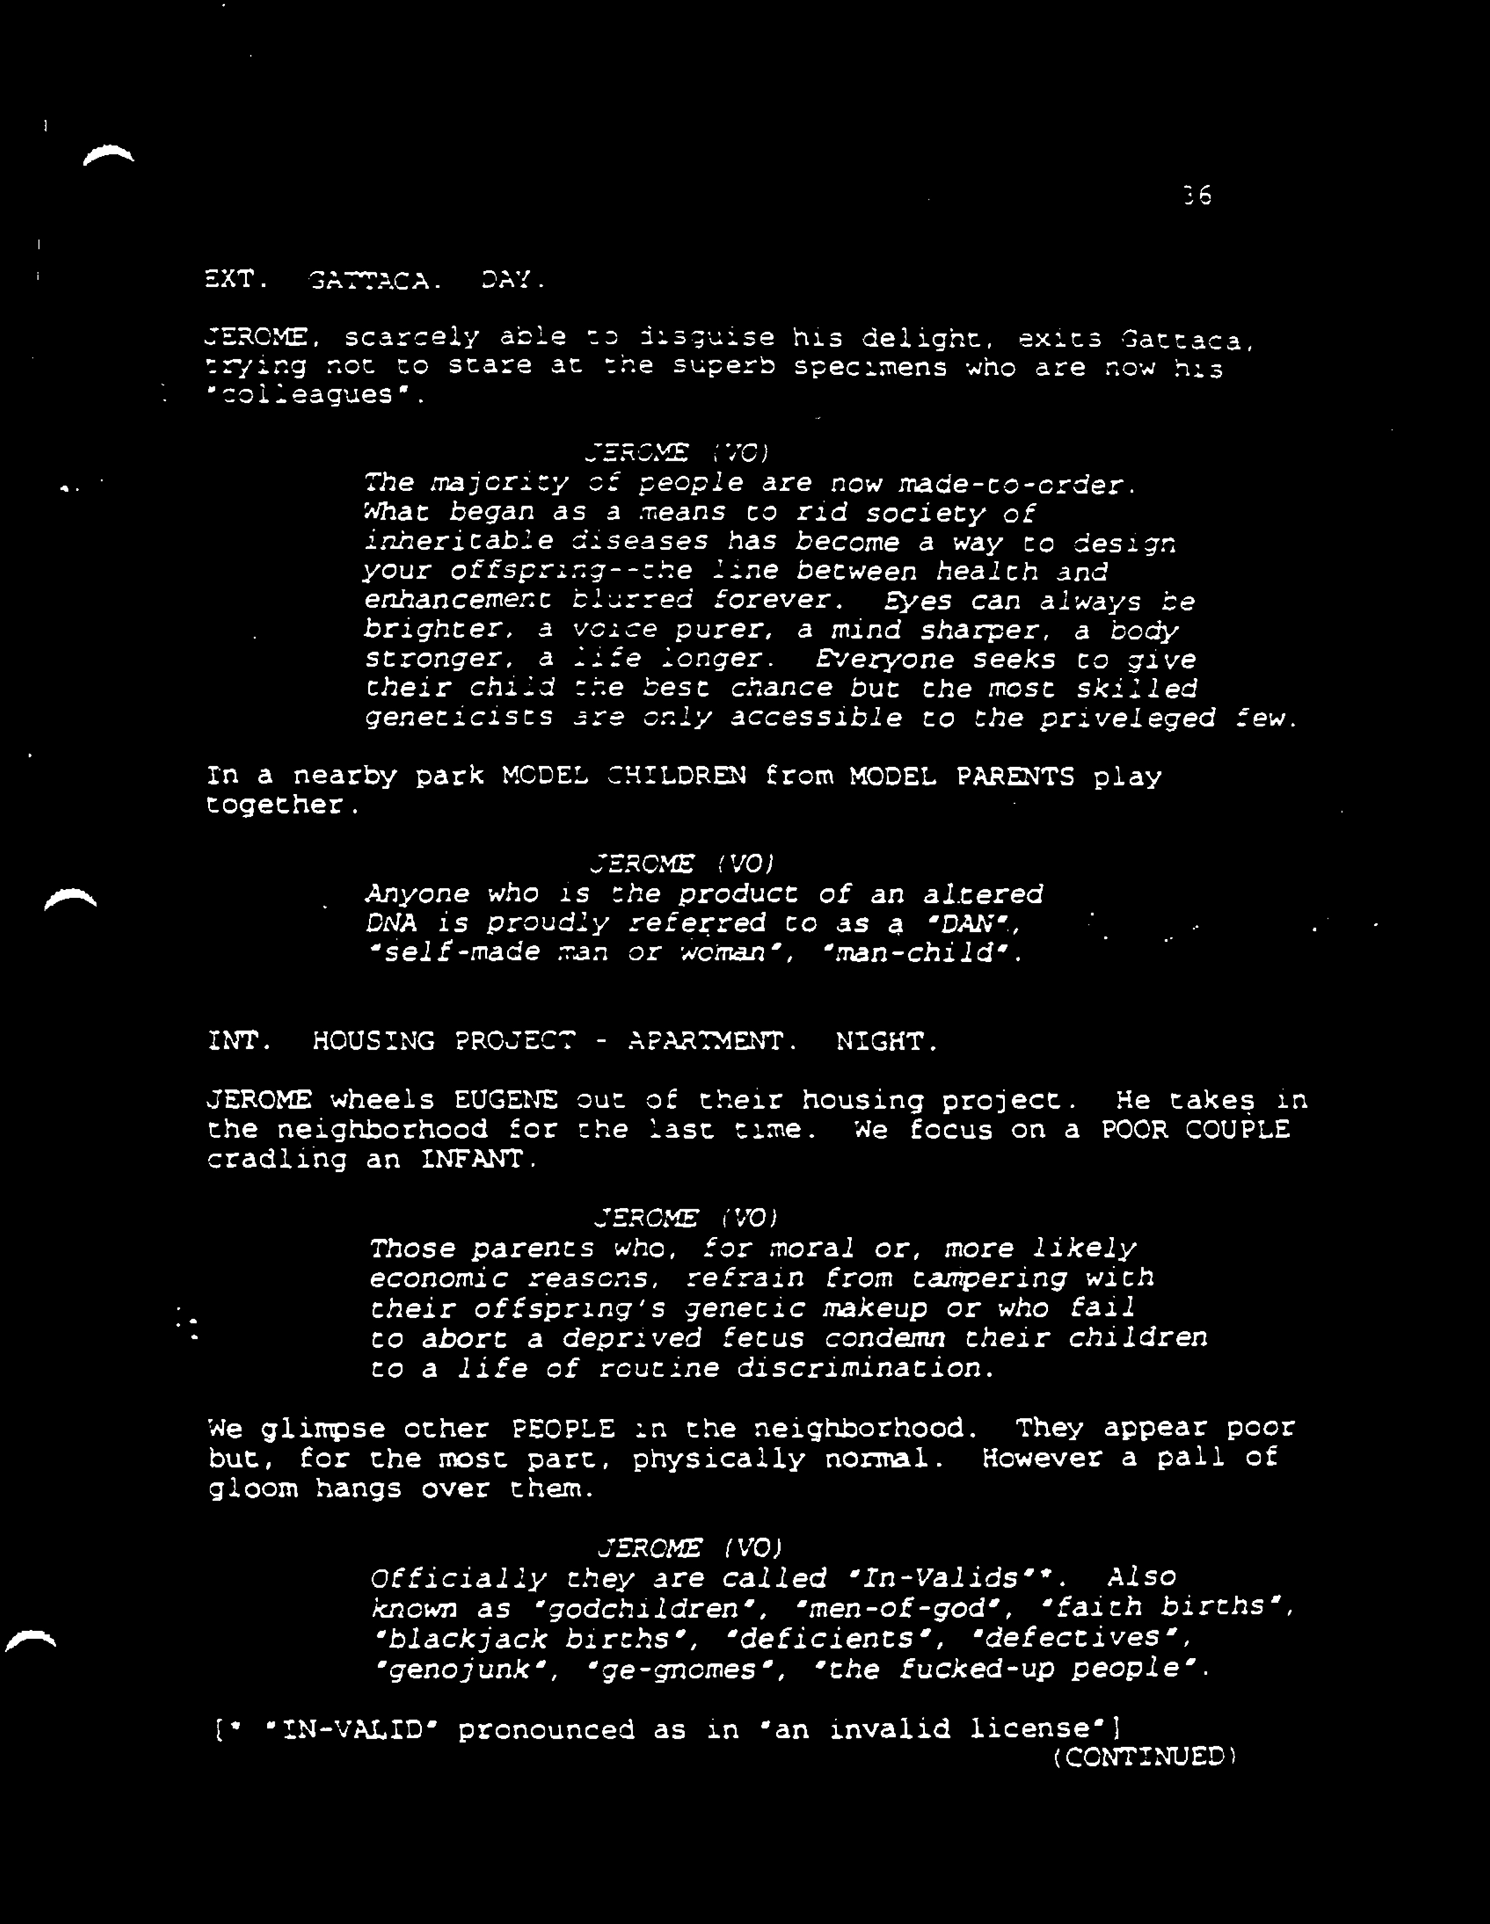 36
EXT. GATTACA. DAY.
JEROME, scarcely able to disguise his delight, exits Gattaca,
trying not to stare at the superb specimens who are now his
"colleagues".
JEROME (VO)
The majority of people are now made-to-order.
What began as a means to rid society of
inheritable diseases has become a way to design
your offspring--the line between health and
enhancement blurred forever. Eyes can always be
brighter, a voice purer, a mind sharper, a body
stronger, a life longer. Everyone seeks to give
their child the best chance but the most skilled
geneticists are only accessible to the priveleged few.
In a nearby park MODEL CHILDREN from MODEL PARENTS play
together.
JEROME (VO)
Anyone who is the product of an altered
DNA is proudly referred to as a "DAN",
"self-made man or woman", "man-child".
INT. HOUSING PROJECT - APARTMENT. NIGHT.
JEROME wheels EUGENE out of their housing project. He takes in
the neighborhood for the last time. We focus on a POOR COUPLE
cradling an INFANT.
JEROME (VO)
Those parents who, for moral or, more likely
economic reasons, refrain from tampering with
their offspring's genetic makeup or who fail
to abort a deprived fetus condemn their children
to a life of routine discrimination.
We glimpse other PEOPLE in the neighborhood. They appear poor
but, for the most part, physically normal. However a pall of
gloom hangs over them.
JEROME (VO)
Officially they are called "In-Valids"*. Also
known as "godchildren", "men-of-god", "faith births",
"blackjack births", "deficients", "defectives",
"genojunk", "ge-gnomes", "the fucked-up people".
[* "IN-VALID" pronounced as in "an invalid license"]
(CONTINUED)